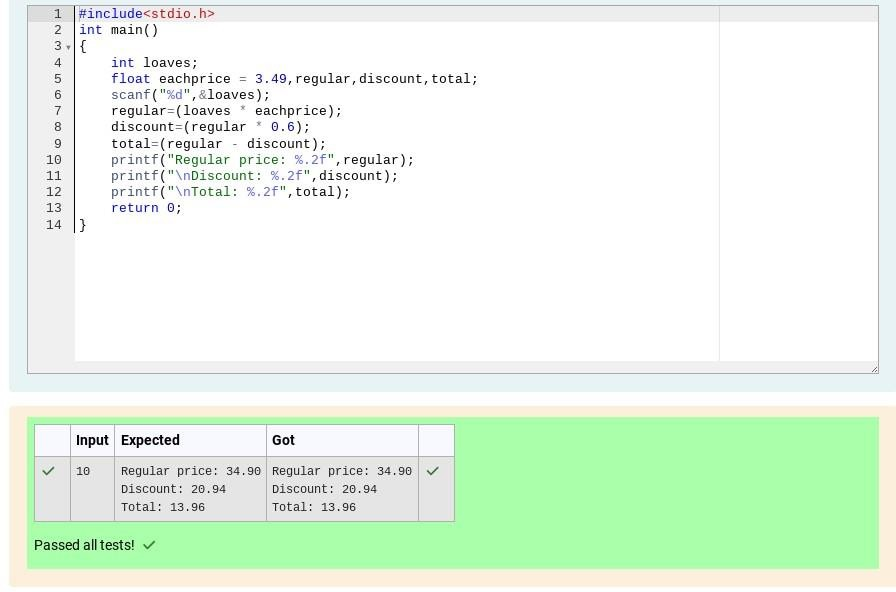 1 #include<stdio.h>
2 int main()
3 {
4     int loaves;
5     float eachprice = 3.49,regular,discount,total;
6     scanf("%d",&loaves);
7     regular=(loaves * eachprice);
8     discount=(regular * 0.6);
9     total=(regular - discount);
10     printf("Regular price: %.2f",regular);
11     printf("\nDiscount: %.2f",discount);
12     printf("\nTotal: %.2f",total);
13     return 0;
14 }
Input Expected Got
10 Regular price: 34.90 Regular price: 34.90
Discount: 20.94 Discount: 20.94
Total: 13.96 Total: 13.96
Passed all tests!